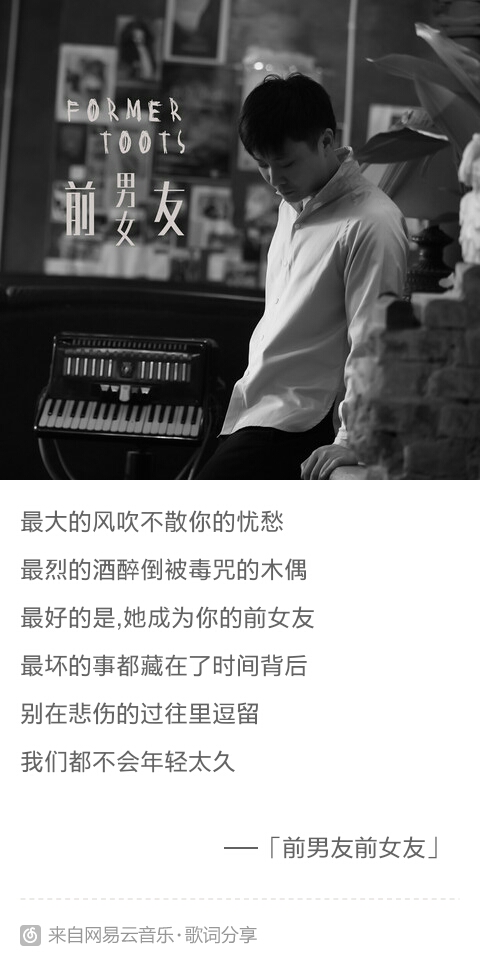 FORMER
TOOTS
前男女友
最大的风吹不散你的忧愁
最烈的酒醉倒被毒咒的木偶
最好的是,她成为你的前女友
最坏的事都藏在了时间背后
别在悲伤的过往里逗留
我们都不会年轻太久
——「前男友前女友」
来自网易云音乐·歌词分享